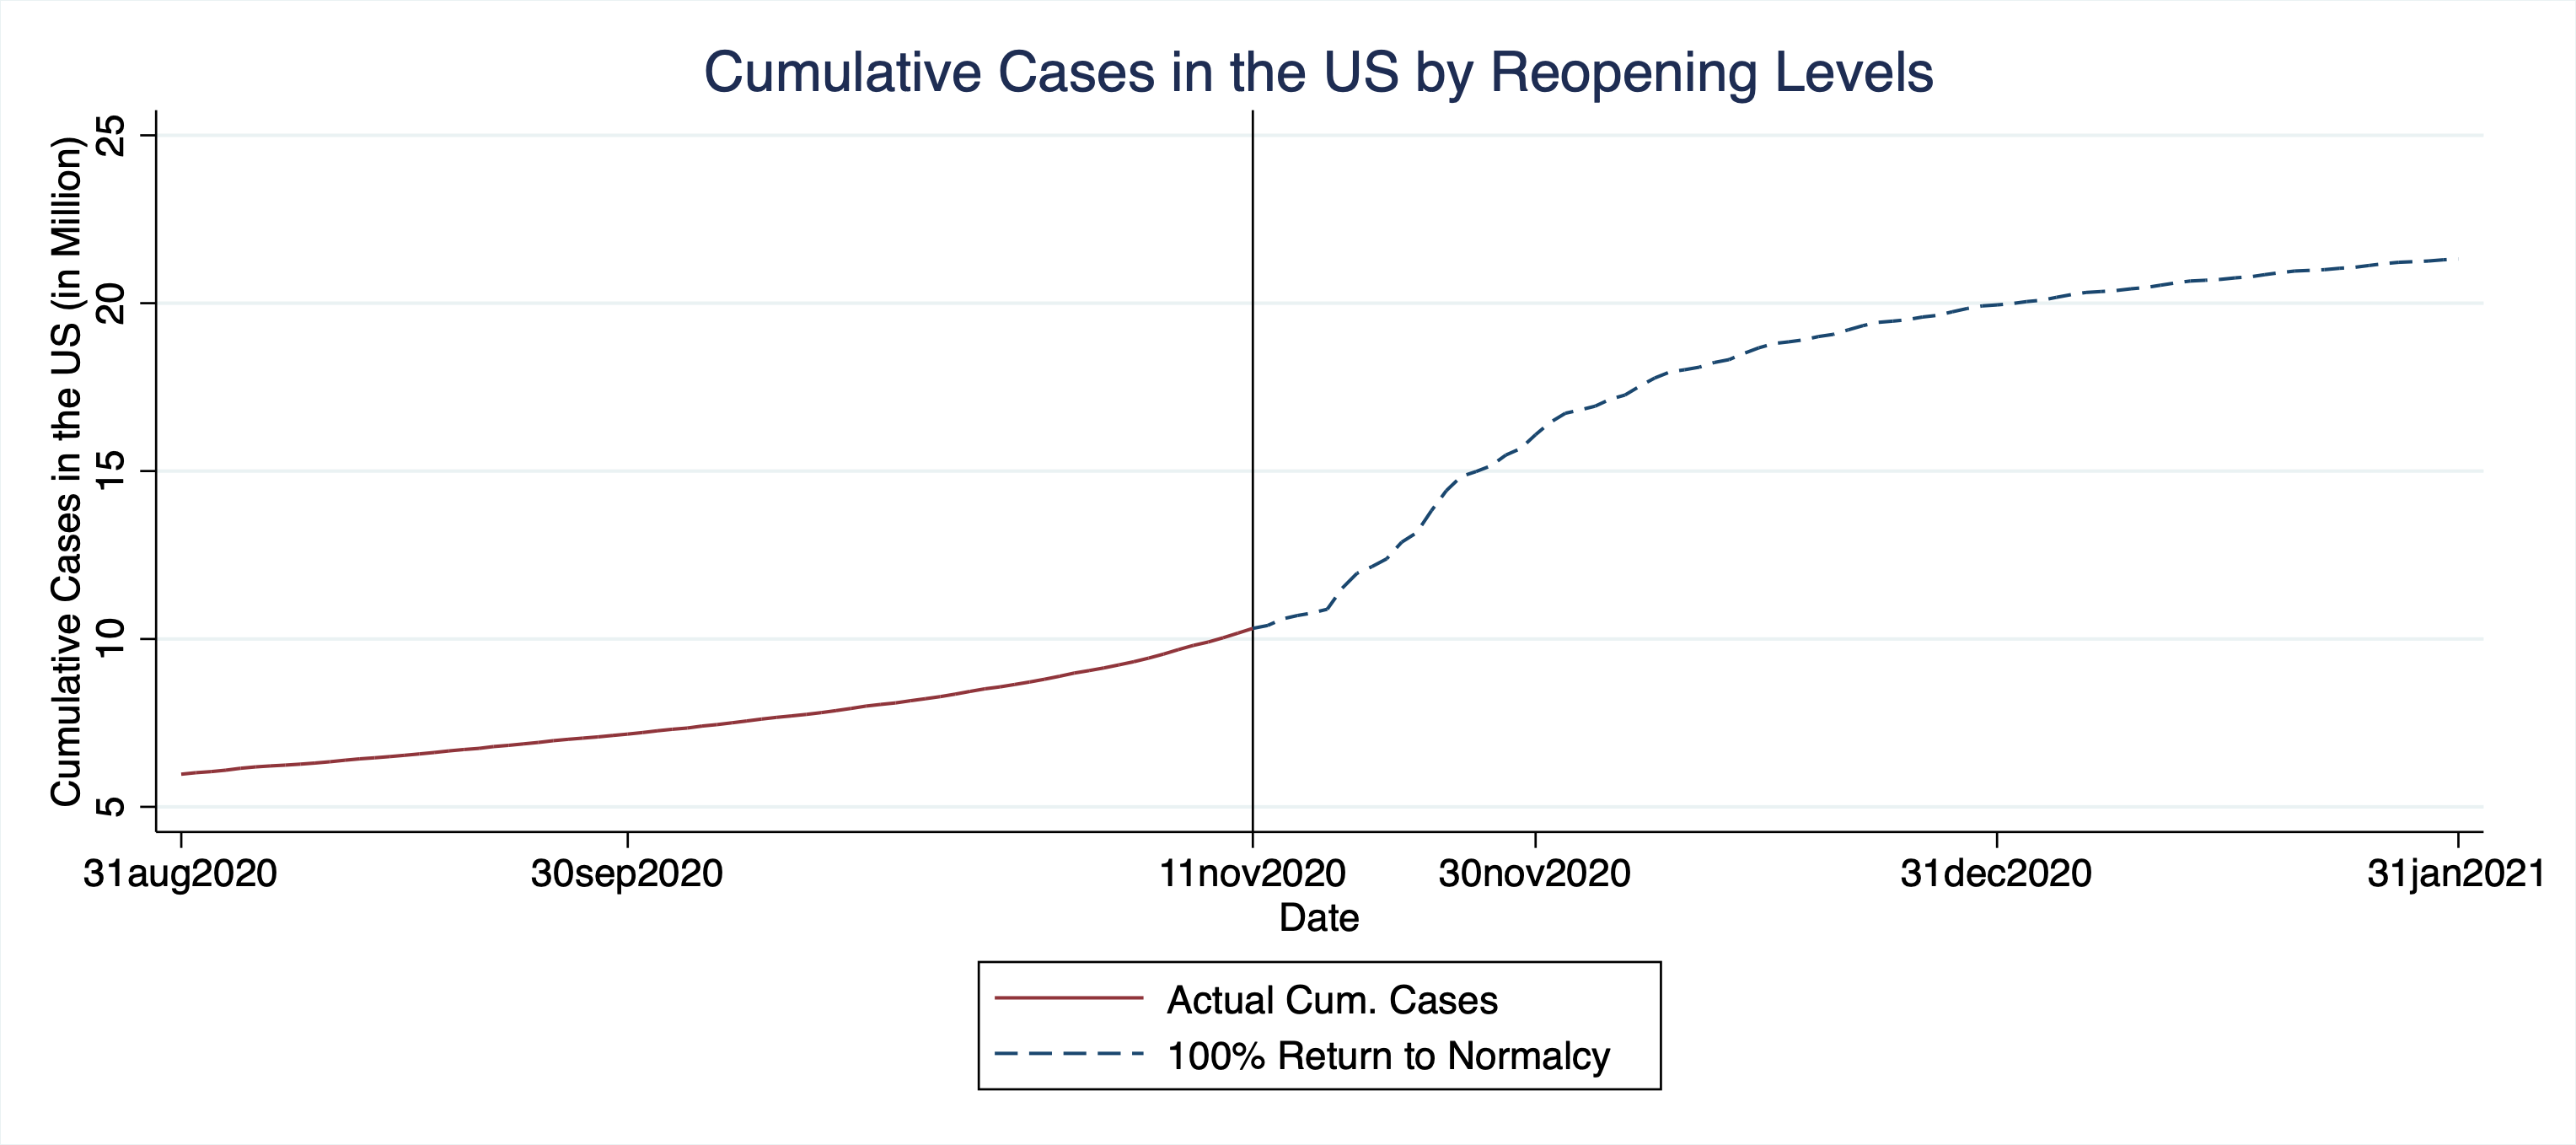 Cumulative Cases in the US by Reopening Levels
Cumulative Cases in the US (in Million)
25
20
15
10
5
31aug2020
30sep2020
11nov2020
30nov2020
31dec2020
31jan2021
Date
Actual Cum. Cases
100% Return to Normalcy